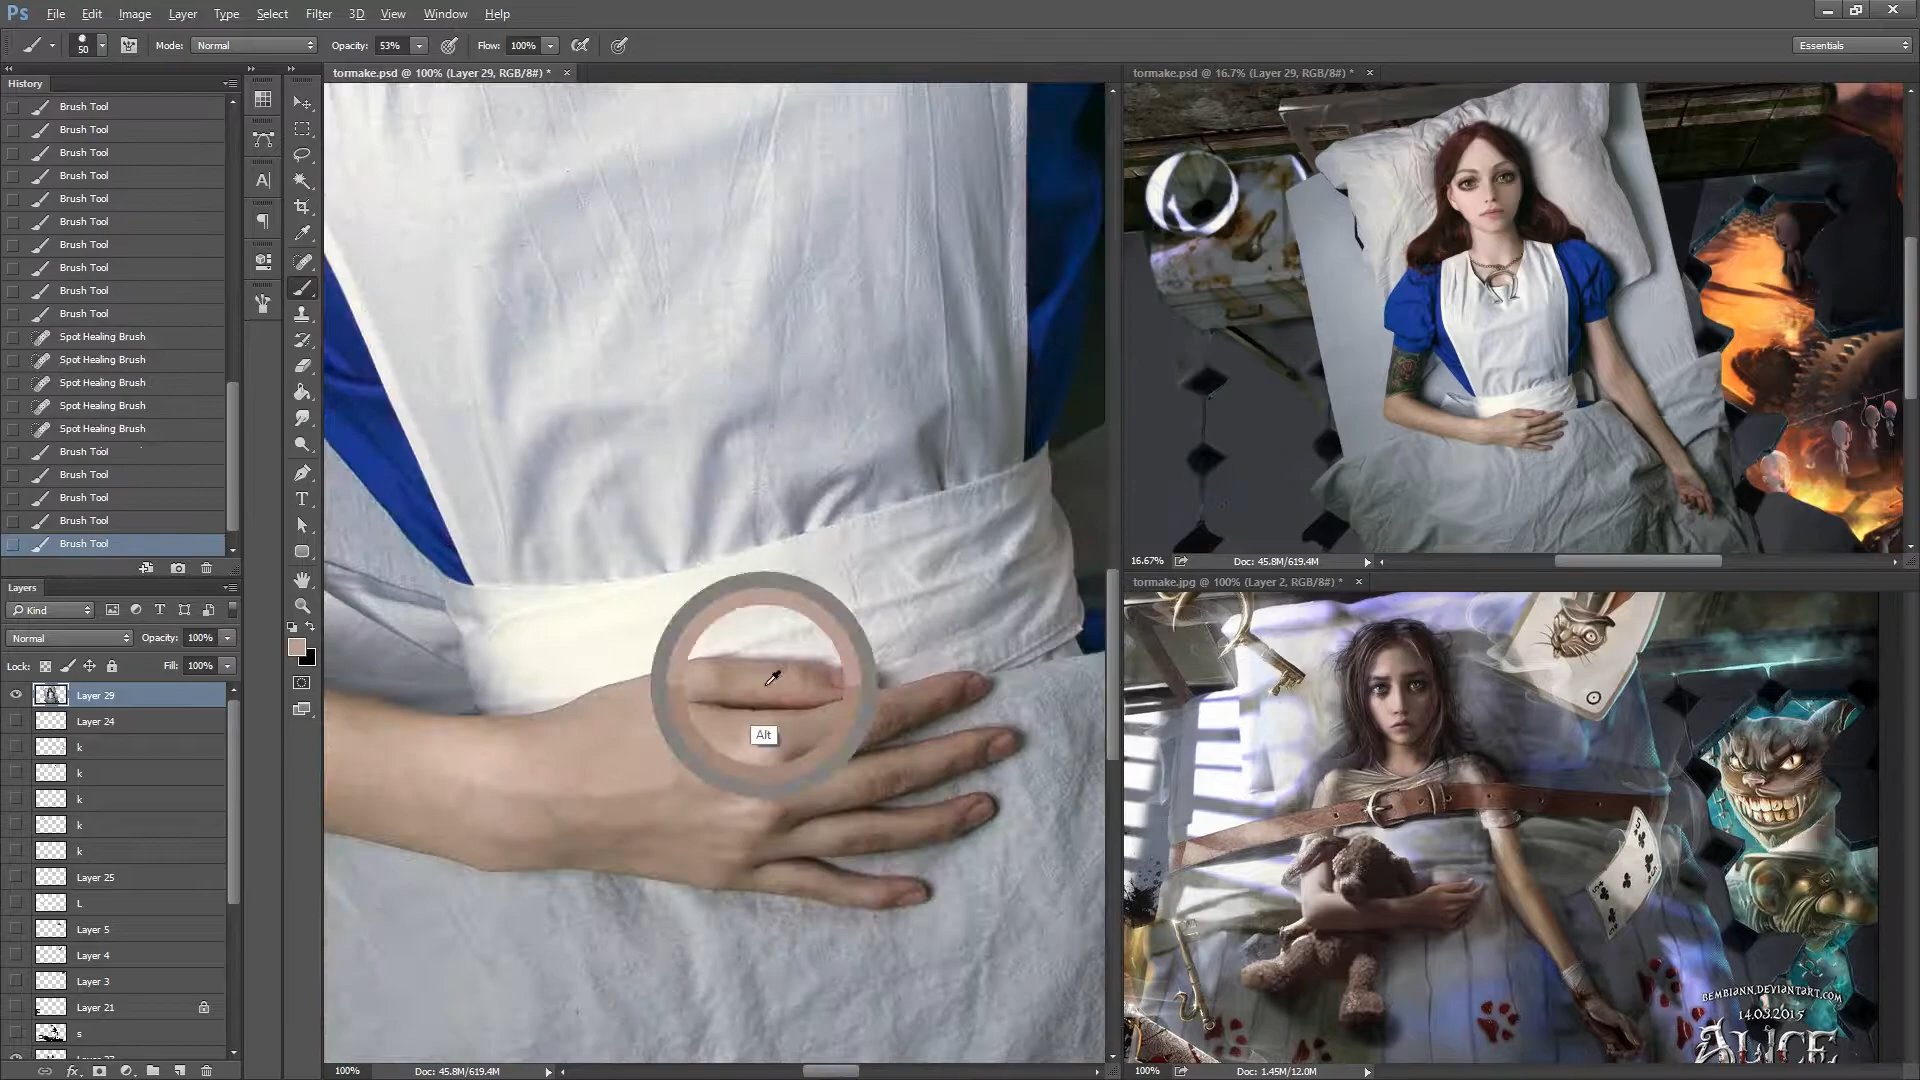 Ps File Edit Image Layer Type Select Filter 3D View Window Help
50 Mode: Normal Opacity: 53% Flow: 100% Essentials
History
Brush Tool
Brush Tool
Brush Tool
Brush Tool
Brush Tool
Brush Tool
Brush Tool
Brush Tool
Brush Tool
Brush Tool
Spot Healing Brush
Spot Healing Brush
Spot Healing Brush
Spot Healing Brush
Spot Healing Brush
Brush Tool
Brush Tool
Brush Tool
Brush Tool
Brush Tool
Layers
Kind
Normal Opacity: 100%
Lock: Fill: 100%
Layer 29
Layer 24
k
k
k
k
k
Layer 25
L
Layer 5
Layer 4
Layer 3
Layer 21
s
tormake.psd @ 100% (Layer 29, RGB/8#) *
Alt
100% Doc: 45.8M/619.4M
tormake.psd @ 16.7% (Layer 29, RGB/8#) *
16.67% Doc: 45.8M/619.4M
tormake.jpg @ 100% (Layer 2, RGB/8#) *
5
BEMBIANN.DEVIANTART.COM
14.03.2015
ALICE
100% Doc: 1.45M/12.0M